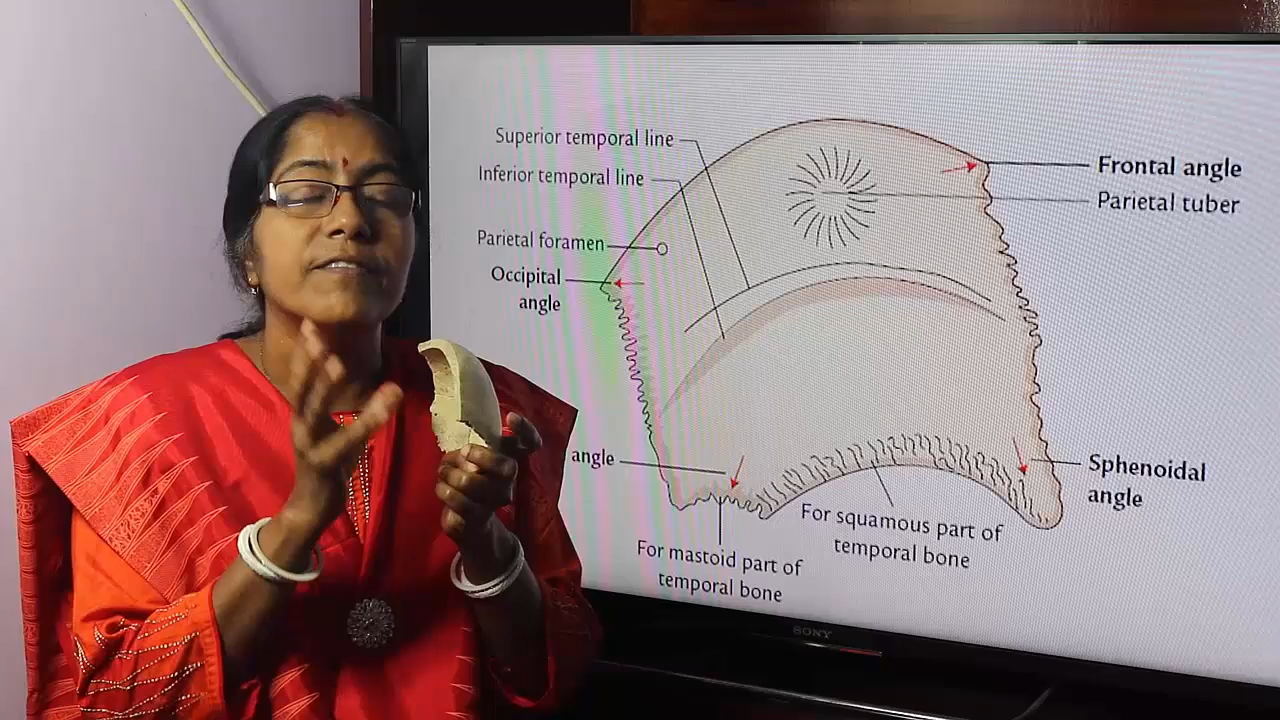 Superior temporal line
Inferior temporal line
Parietal foramen
Occipital
angle
Frontal angle
Parietal tuber
angle
Sphenoidal
angle
For squamous part of
temporal bone
For mastoid part of
temporal bone
SONY